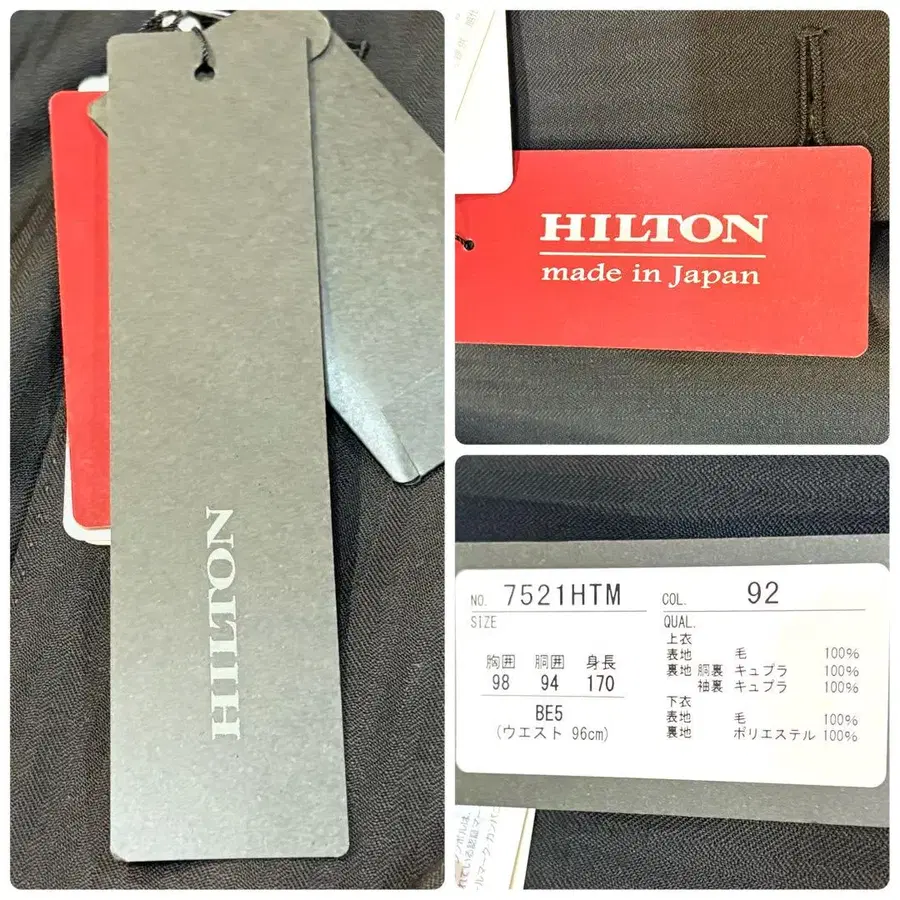 HILTON
HILTON
made in Japan
NO. 7521HTM
SIZE
胸囲 胴囲 身長
98 94 170
BE5
(ウエスト 96cm)
COL. 92
QUAL.
上衣
表地 毛 100%
裏地 胴裏 キュプラ 100%
袖裏 キュプラ 100%
下衣
表地 毛 100%
裏地 ポリエステル 100%